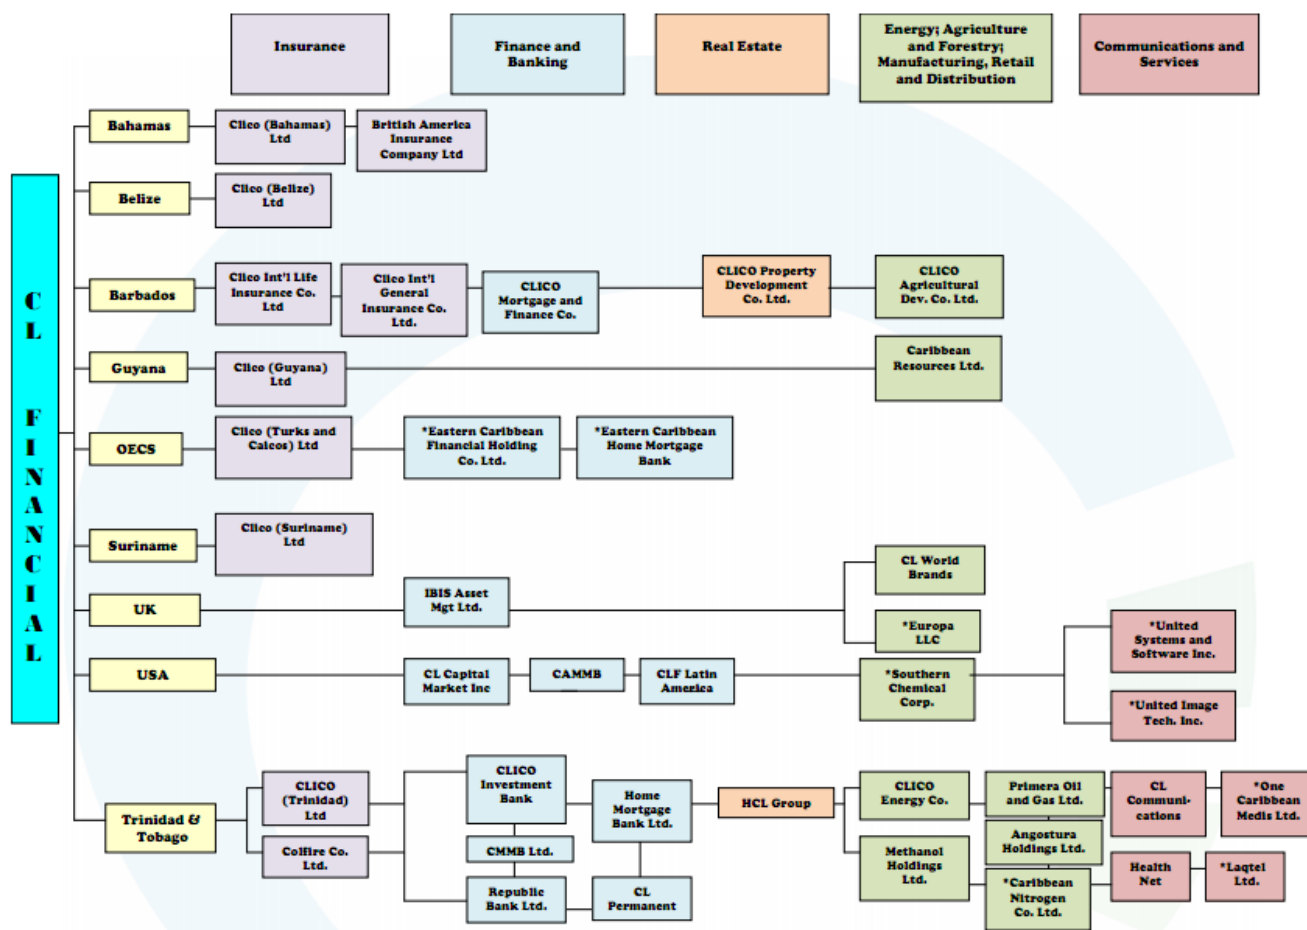 Insurance
Finance and
Banking
Real Estate
Energy; Agriculture
and Forestry;
Manufacturing, Retail
and Distribution
Communications and
Services
CL FINANCIAL
Bahamas
Clico (Bahamas)
Ltd
British America
Insurance
Company Ltd
Belize
Clico (Belize)
Ltd
Barbados
Clico Int'l Life
Insurance Co.
Ltd
Clico Int'l
General
Insurance Co.
Ltd.
CLICO
Mortgage and
Finance Co.
CLICO Property
Development
Co. Ltd.
CLICO
Agricultural
Dev. Co. Ltd.
Guyana
Clico (Guyana)
Ltd
Caribbean
Resources Ltd.
OECS
Clico (Turks and
Caicos) Ltd
*Eastern Caribbean
Financial Holding
Co. Ltd.
*Eastern Caribbean
Home Mortgage
Bank
Suriname
Clico (Suriname)
Ltd
UK
IBIS Asset
Mgt Ltd.
CL World
Brands
*Europa
LLC
USA
CL Capital
Market Inc
CAMMB
CLF Latin
America
*Southern
Chemical
Corp.
*United
Systems and
Software Inc.
*United Image
Tech. Inc.
Trinidad &
Tobago
CLICO
(Trinidad)
Ltd
Colfire Co.
Ltd.
CLICO
Investment
Bank
CMMB Ltd.
Republic
Bank Ltd.
Home
Mortgage
Bank Ltd.
CL
Permanent
HCL Group
CLICO
Energy Co.
Methanol
Holdings
Ltd.
Primera Oil
and Gas Ltd.
Angostura
Holdings Ltd.
*Caribbean
Nitrogen
Co. Ltd.
CL
Communi-
cations
*One
Caribbean
Medis Ltd.
Health
Net
*Laqtel
Ltd.